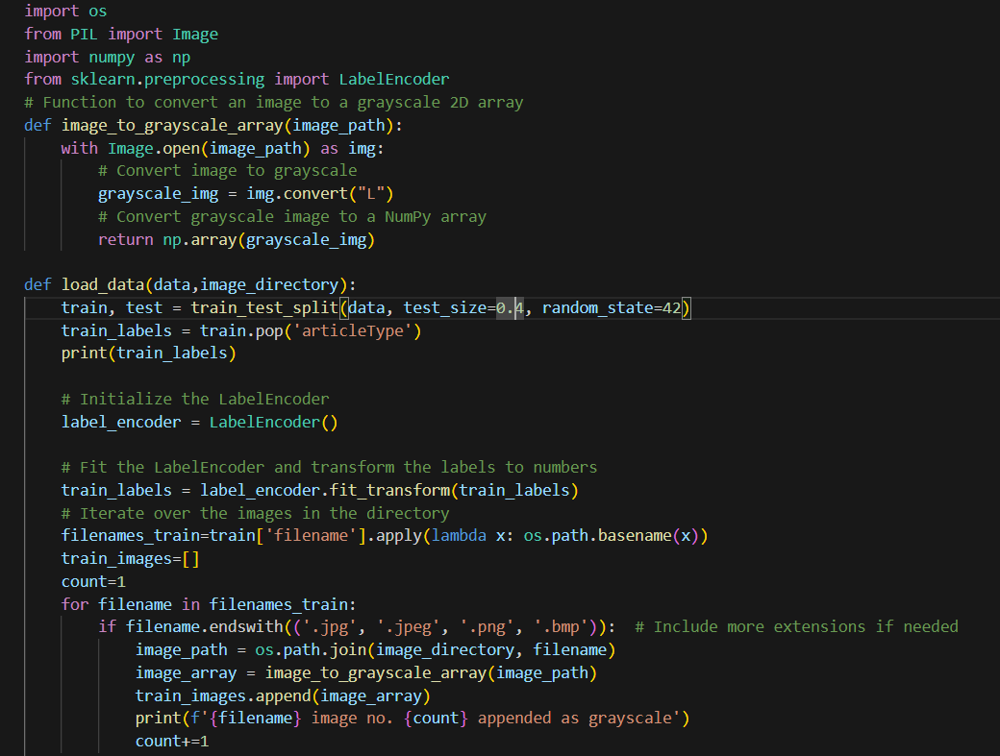 import os
from PIL import Image
import numpy as np
from sklearn.preprocessing import LabelEncoder
# Function to convert an image to a grayscale 2D array
def image_to_grayscale_array(image_path):
    with Image.open(image_path) as img:
        # Convert image to grayscale
        grayscale_img = img.convert("L")
        # Convert grayscale image to a NumPy array
        return np.array(grayscale_img)

def load_data(data,image_directory):
    train, test = train_test_split(data, test_size=0.4, random_state=42)
    train_labels = train.pop('articleType')
    print(train_labels)

    # Initialize the LabelEncoder
    label_encoder = LabelEncoder()

    # Fit the LabelEncoder and transform the labels to numbers
    train_labels = label_encoder.fit_transform(train_labels)
    # Iterate over the images in the directory
    filenames_train=train['filename'].apply(lambda x: os.path.basename(x))
    train_images=[]
    count=1
    for filename in filenames_train:
        if filename.endswith(('.jpg', '.jpeg', '.png', '.bmp')):  # Include more extensions if needed
            image_path = os.path.join(image_directory, filename)
            image_array = image_to_grayscale_array(image_path)
            train_images.append(image_array)
            print(f'{filename} image no. {count} appended as grayscale')
            count+=1